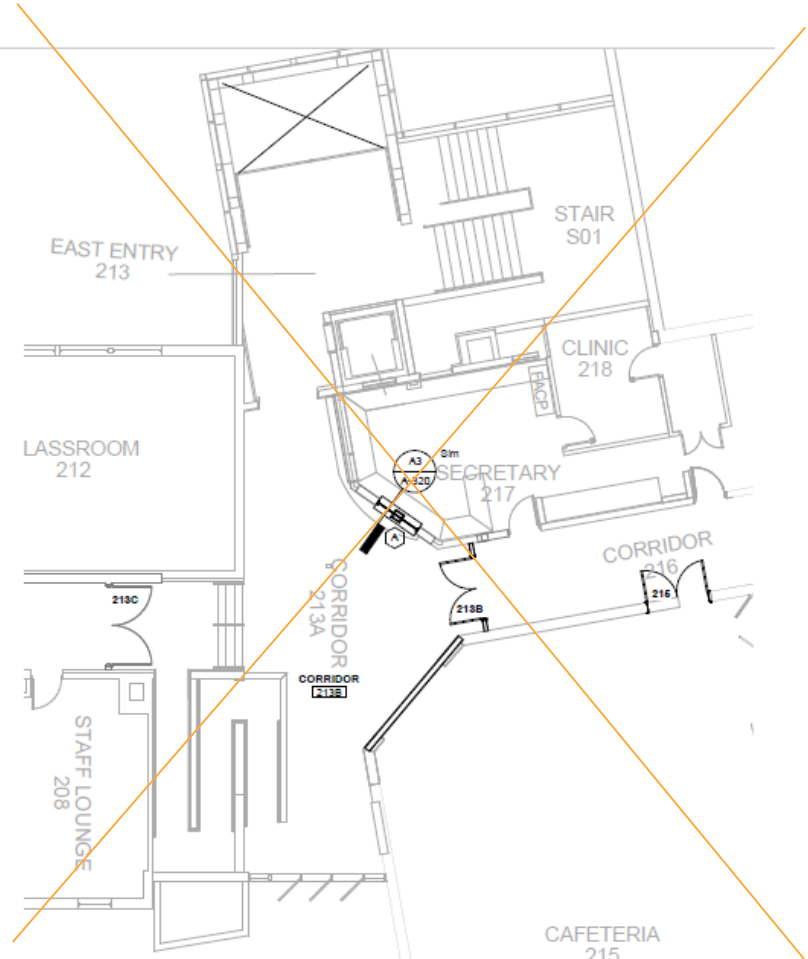 STAIR
S01
EAST ENTRY
213
CLINIC
218
FACP
LASSROOM
212
A3
Sim
A-320
SECRETARY
217
A
CORRIDOR
216
CORRIDOR
213A
213C
213B
215
CORRIDOR
213B
STAFF LOUNGE
208
CAFETERIA
215